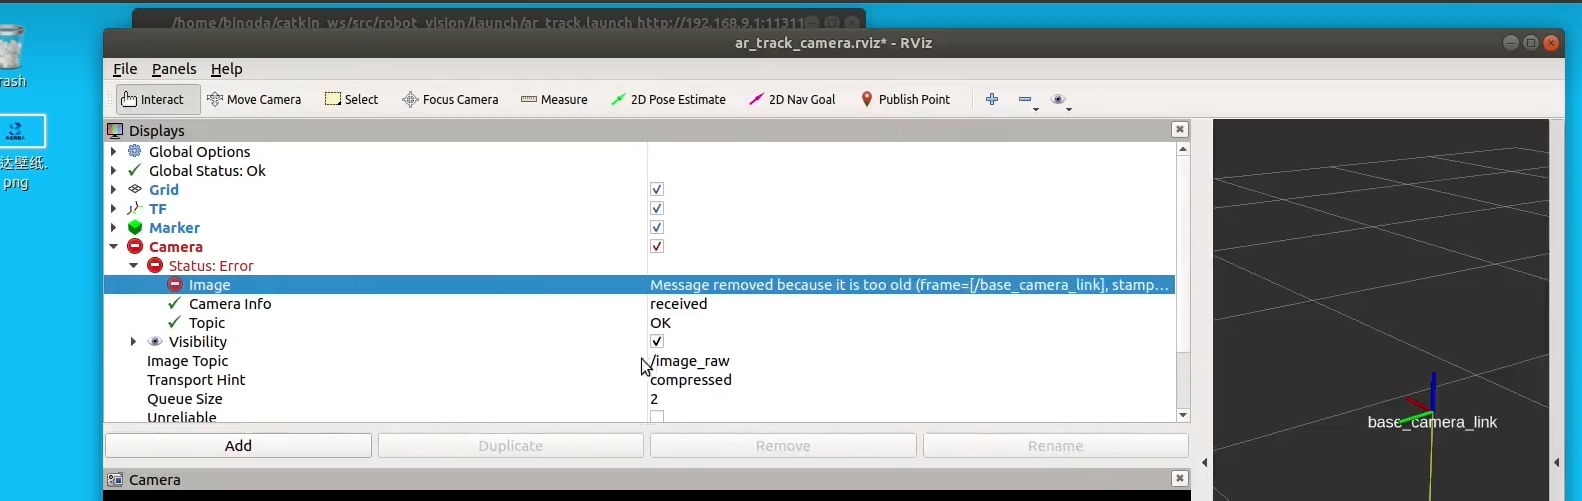 /home/bingda/catkin_ws/src/robot_vision/launch/ar_track.launch http://192.168.9.1:11311
ar_track_camera.rviz* - RViz
File Panels Help
Interact Move Camera Select Focus Camera Measure 2D Pose Estimate 2D Nav Goal Publish Point
Displays
Global Options
Global Status: Ok
Grid
TF
Marker
Camera
Status: Error
Image Message removed because it is too old (frame=[/base_camera_link], stamp…
Camera Info received
Topic OK
Visibility
Image Topic /image_raw
Transport Hint compressed
Queue Size 2
Unreliable
Add Duplicate Remove Rename
Camera
base_camera_link
rash
达壁纸.
png